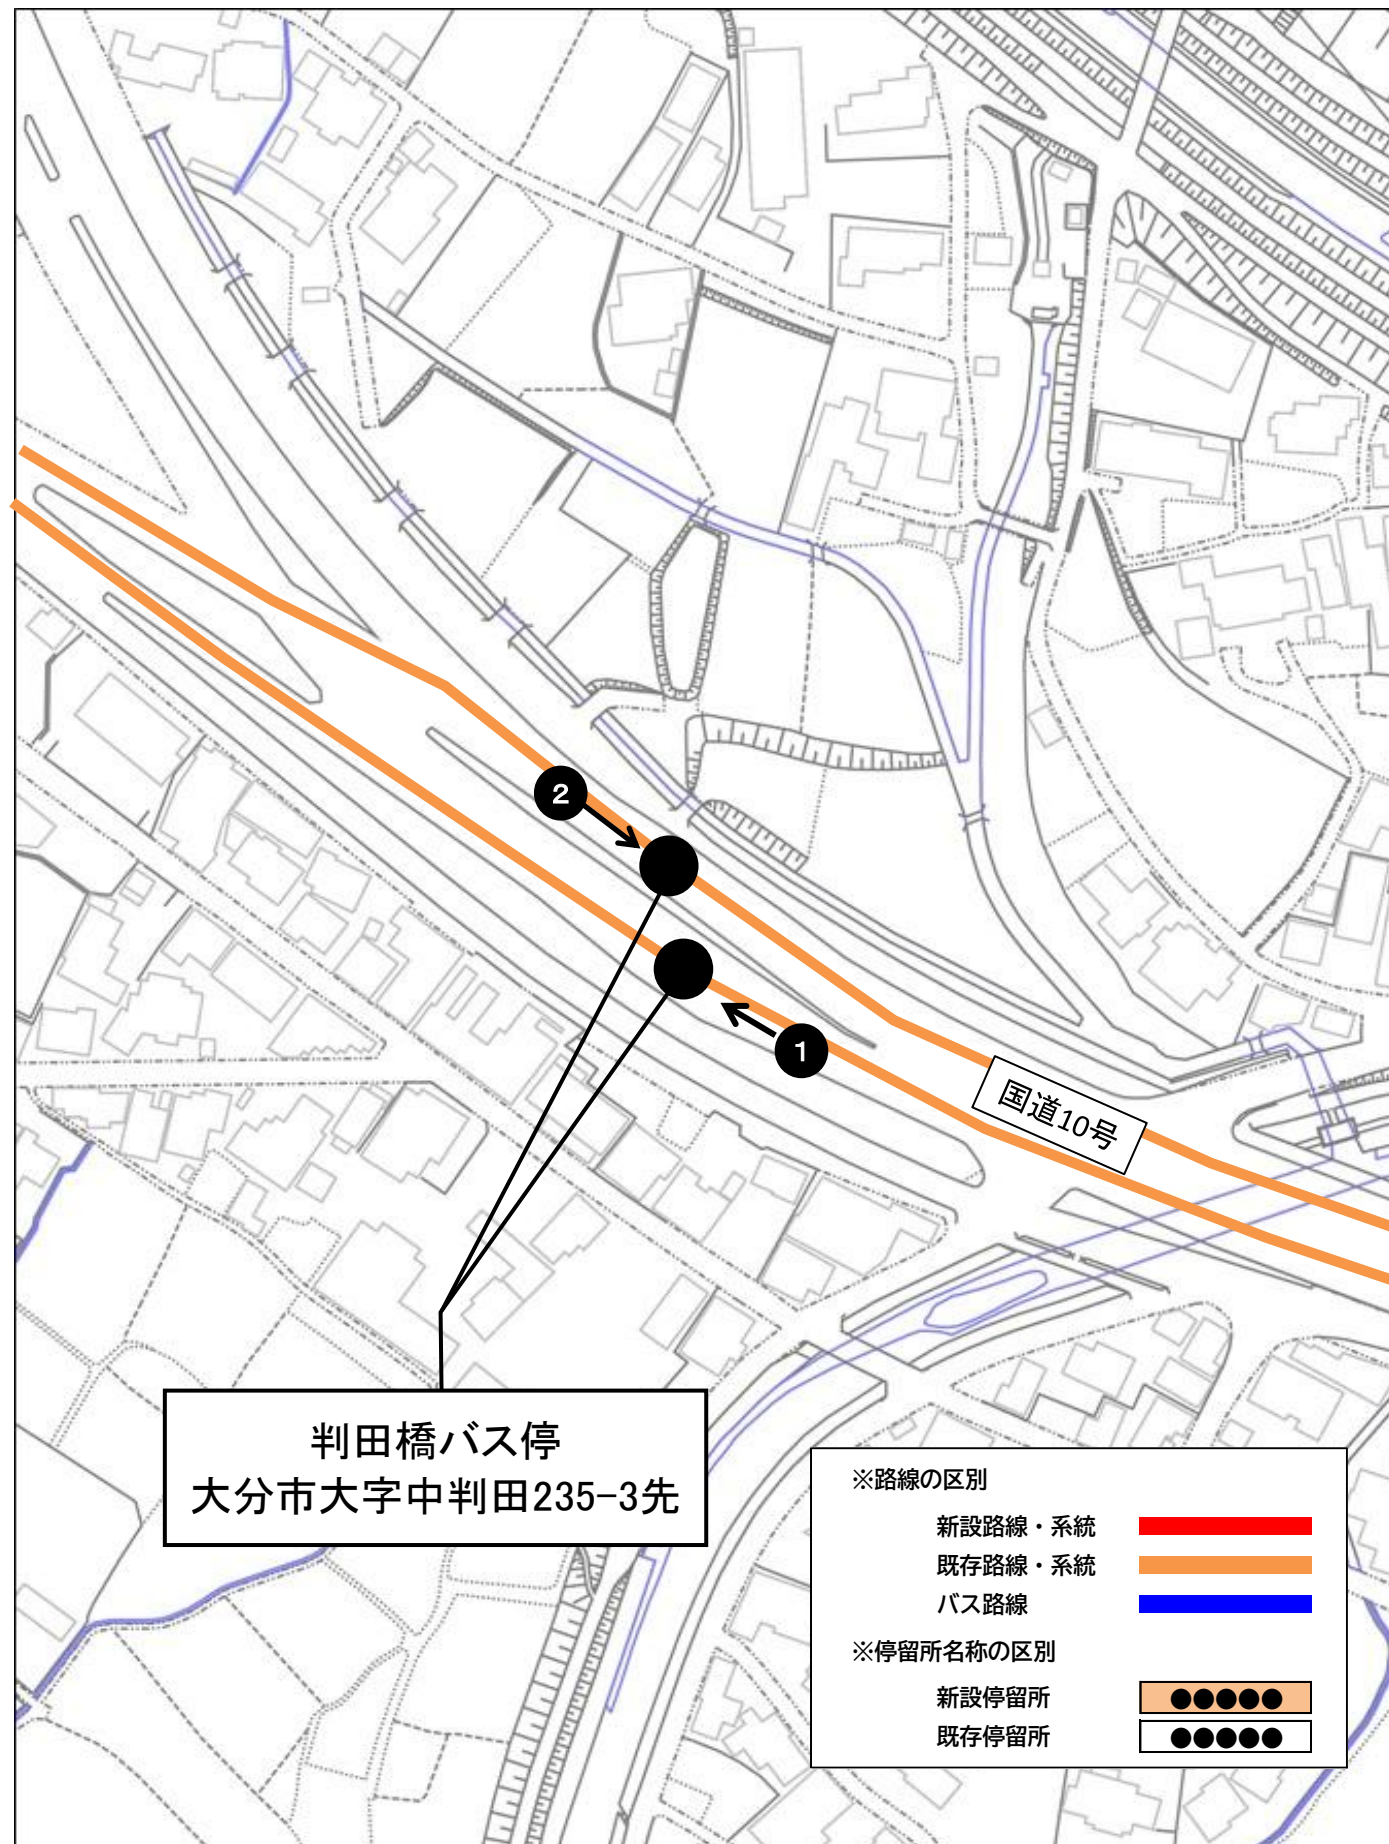 2
1
国道10号
判田橋バス停
大分市大字中判田235-3先
※路線の区別
新設路線・系統
既存路線・系統
バス路線
※停留所名称の区別
新設停留所 ●●●●●
既存停留所 ●●●●●